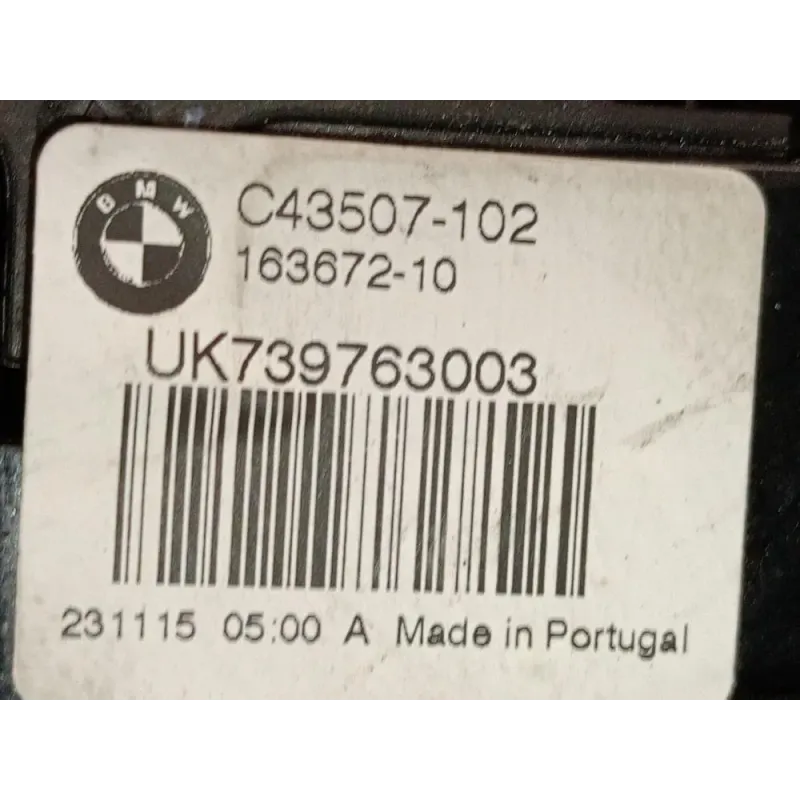 BMW
C43507-102
163672-10
UK739763003
231115 05:00 A Made in Portugal